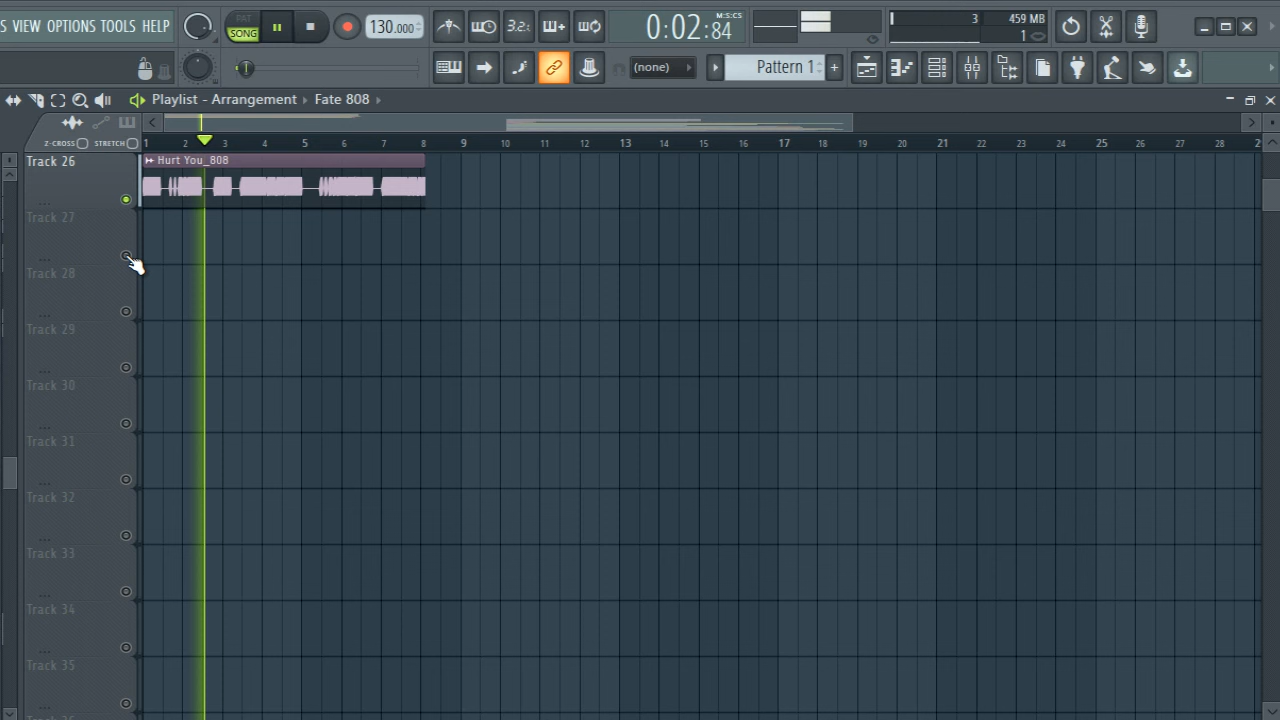 S VIEW OPTIONS TOOLS HELP
PAT
SONG
130.000
3.2.
0:02:84
M:S:CS
3
459 MB
1
(none)
Pattern 1
Playlist - Arrangement › Fate 808
Z-CROSS
STRETCH
1 2 3 4 5 6 7 8 9 10 11 12 13 14 15 16 17 18 19 20 21 22 23 24 25 26 27 28
Track 26
Hurt You_808
...
Track 27
...
Track 28
...
Track 29
...
Track 30
...
Track 31
...
Track 32
...
Track 33
...
Track 34
...
Track 35
...